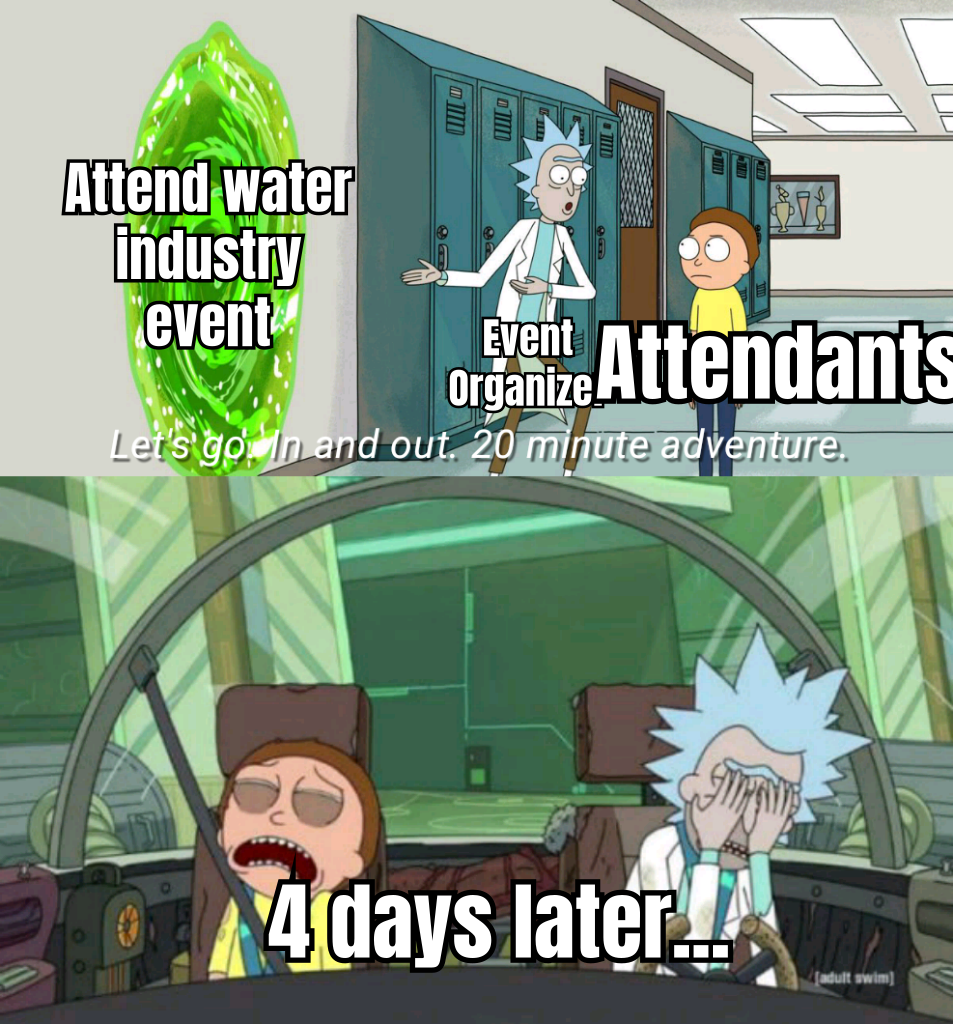 Attend water
industry
event
Event
Organize
Attendants
Let's go. In and out. 20 minute adventure.
4 days later...
[adult swim]